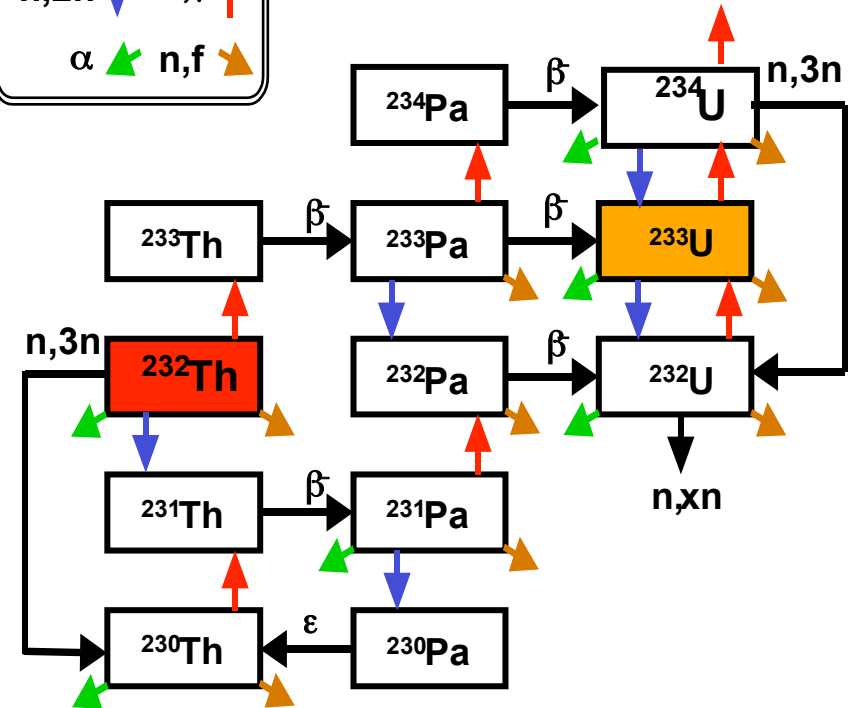 α n,f
n,3n
β-
²³⁴Pa
²³⁴U
β-
β-
²³³Th
²³³Pa
²³³U
n,3n
β-
²³²Th
²³²Pa
²³²U
β-
n,xn
²³¹Th
²³¹Pa
ε
²³⁰Th
²³⁰Pa